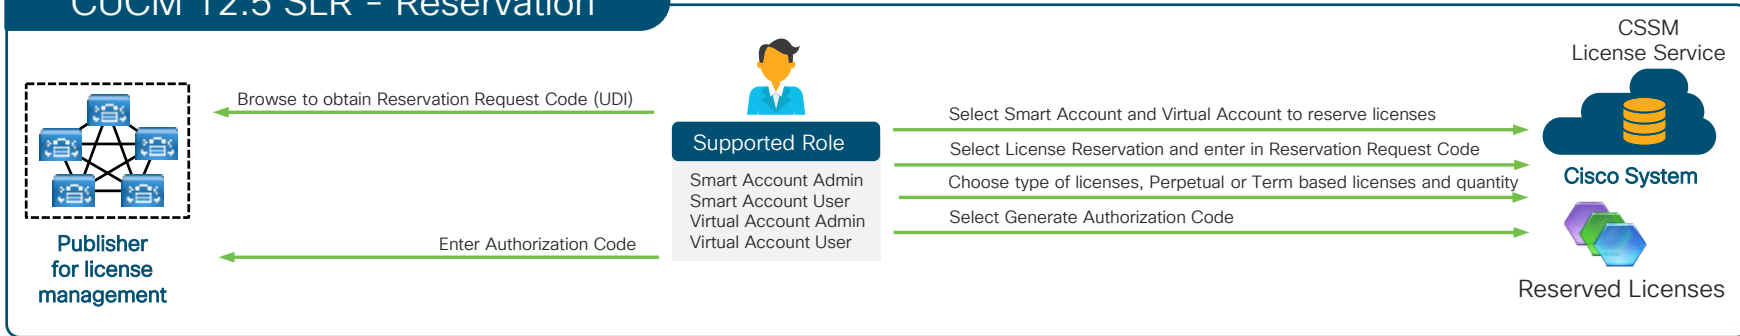 CUCM 12.5 SLR - Reservation
CSSM
License Service
Browse to obtain Reservation Request Code (UDI)
Select Smart Account and Virtual Account to reserve licenses
Supported Role
Select License Reservation and enter in Reservation Request Code
Smart Account Admin
Smart Account User
Virtual Account Admin
Virtual Account User
Choose type of licenses, Perpetual or Term based licenses and quantity
Cisco System
Select Generate Authorization Code
Publisher
for license
management
Enter Authorization Code
Reserved Licenses